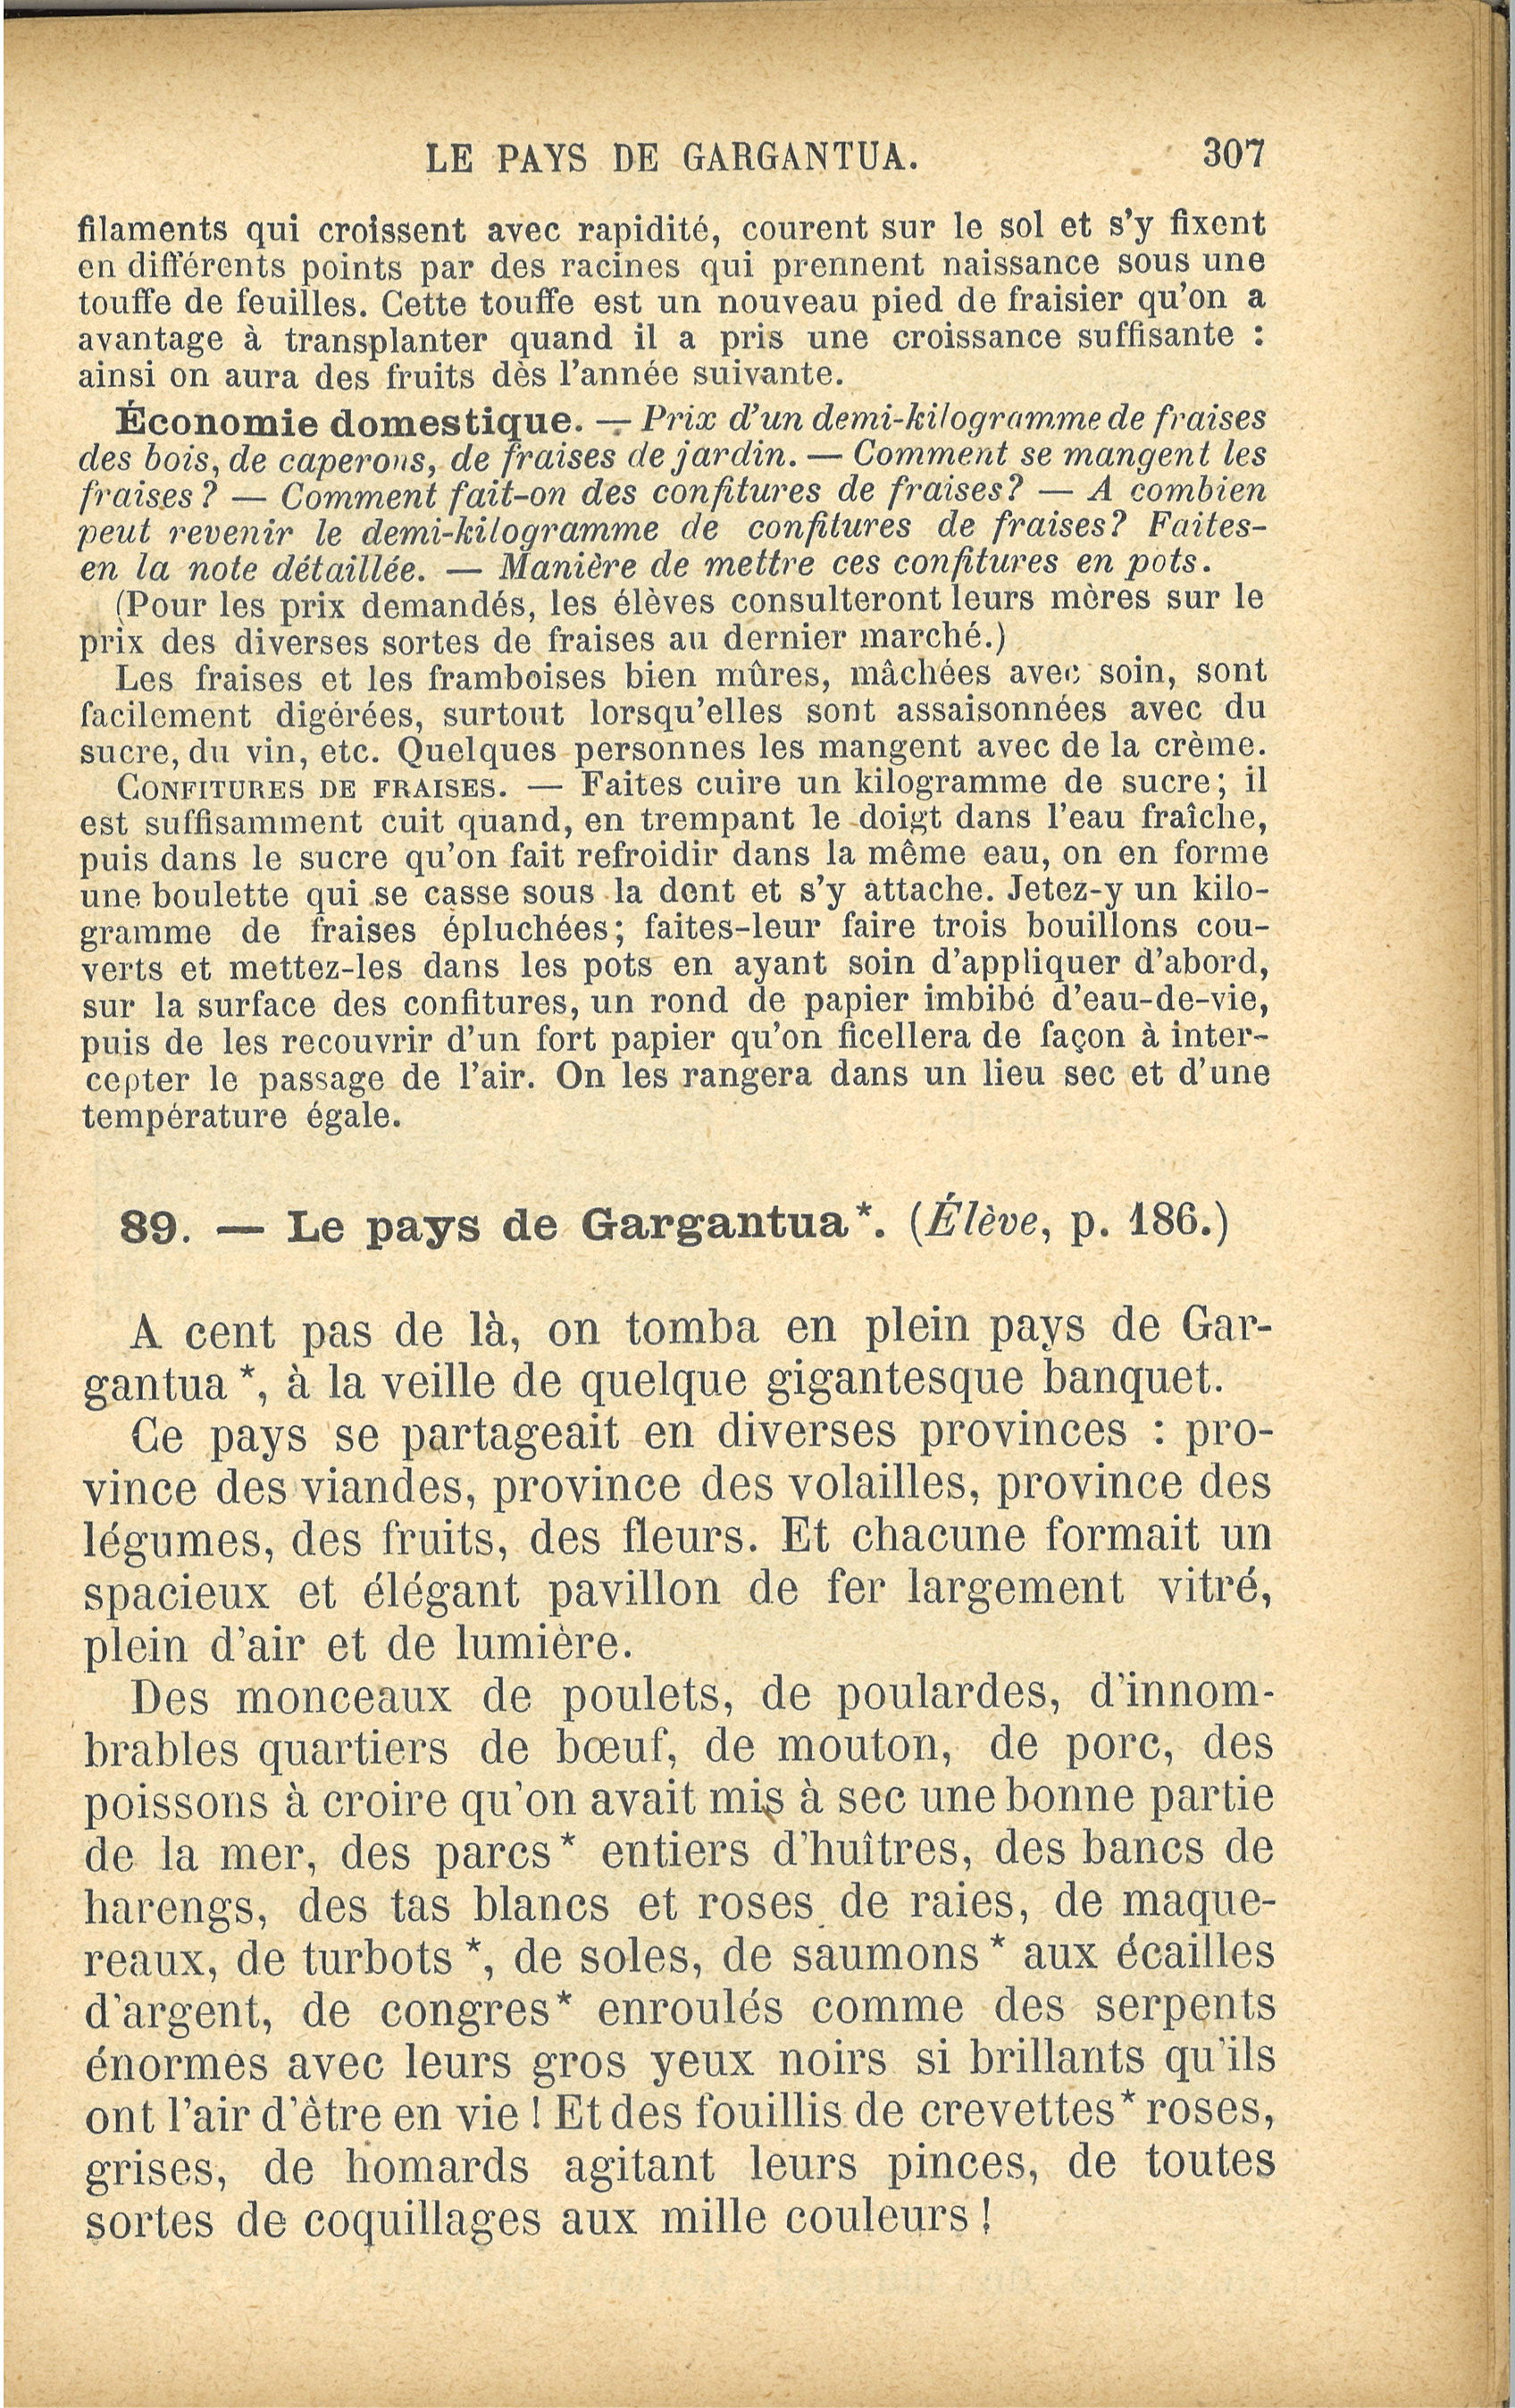 LE PAYS DE GARGANTUA. 307
filaments qui croissent avec rapidité, courent sur le sol et s'y fixent
en différents points par des racines qui prennent naissance sous une
touffe de feuilles. Cette touffe est un nouveau pied de fraisier qu'on a
avantage à transplanter quand il a pris une croissance suffisante :
ainsi on aura des fruits dès l'année suivante.
Économie domestique. — Prix d'un demi-kilogramme de fraises
des bois, de caperons, de fraises de jardin. — Comment se mangent les
fraises ? — Comment fait-on des confitures de fraises? — A combien
peut revenir le demi-kilogramme de confitures de fraises? Faites-
en la note détaillée. — Manière de mettre ces confitures en pots.
(Pour les prix demandés, les élèves consulteront leurs mères sur le
prix des diverses sortes de fraises au dernier marché.)
Les fraises et les framboises bien mûres, mâchées avec soin, sont
facilement digérées, surtout lorsqu'elles sont assaisonnées avec du
sucre, du vin, etc. Quelques personnes les mangent avec de la crème.
CONFITURES DE FRAISES. — Faites cuire un kilogramme de sucre; il
est suffisamment cuit quand, en trempant le doigt dans l'eau fraîche,
puis dans le sucre qu'on fait refroidir dans la même eau, on en forme
une boulette qui se casse sous la dent et s'y attache. Jetez-y un kilo-
gramme de fraises épluchées; faites-leur faire trois bouillons cou-
verts et mettez-les dans les pots en ayant soin d'appliquer d'abord,
sur la surface des confitures, un rond de papier imbibé d'eau-de-vie,
puis de les recouvrir d'un fort papier qu'on ficellera de façon à inter-
cepter le passage de l'air. On les rangera dans un lieu sec et d'une
température égale.
89. — Le pays de Gargantua*. (Élève, p. 186.)
A cent pas de là, on tomba en plein pays de Gar-
gantua *, à la veille de quelque gigantesque banquet.
Ce pays se partageait en diverses provinces : pro-
vince des viandes, province des volailles, province des
légumes, des fruits, des fleurs. Et chacune formait un
spacieux et élégant pavillon de fer largement vitré,
plein d'air et de lumière.
Des monceaux de poulets, de poulardes, d'innom-
brables quartiers de bœuf, de mouton, de porc, des
poissons à croire qu'on avait mis à sec une bonne partie
de la mer, des parcs* entiers d'huîtres, des bancs de
harengs, des tas blancs et roses de raies, de maque-
reaux, de turbots *, de soles, de saumons* aux écailles
d'argent, de congres* enroulés comme des serpents
énormes avec leurs gros yeux noirs si brillants qu'ils
ont l'air d'être en vie ! Et des fouillis de crevettes* roses,
grises, de homards agitant leurs pinces, de toutes
sortes de coquillages aux mille couleurs !